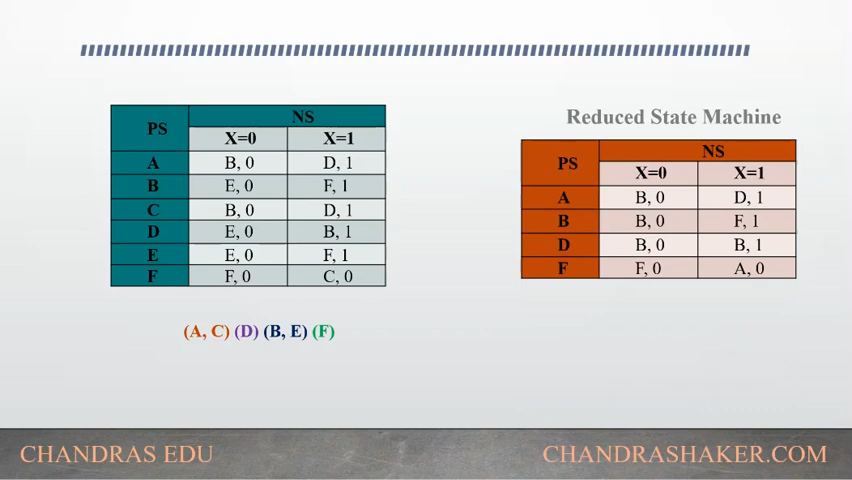 PS NS
X=0 X=1
A B, 0 D, 1
B E, 0 F, 1
C B, 0 D, 1
D E, 0 B, 1
E E, 0 F, 1
F F, 0 C, 0
(A, C) (D) (B, E) (F)
Reduced State Machine
PS NS
X=0 X=1
A B, 0 D, 1
B B, 0 F, 1
D B, 0 B, 1
F F, 0 A, 0
CHANDRAS EDU
CHANDRASHAKER.COM